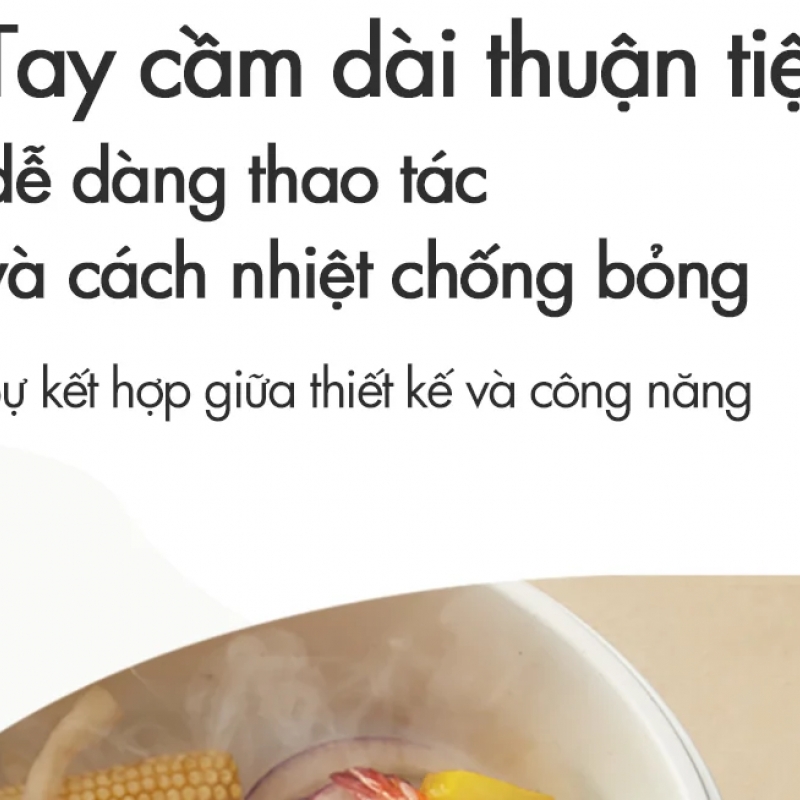 Tay cầm dài thuận
dễ dàng thao tác
và cách nhiệt chống bỏng
kết hợp giữa thiết kế và công năng